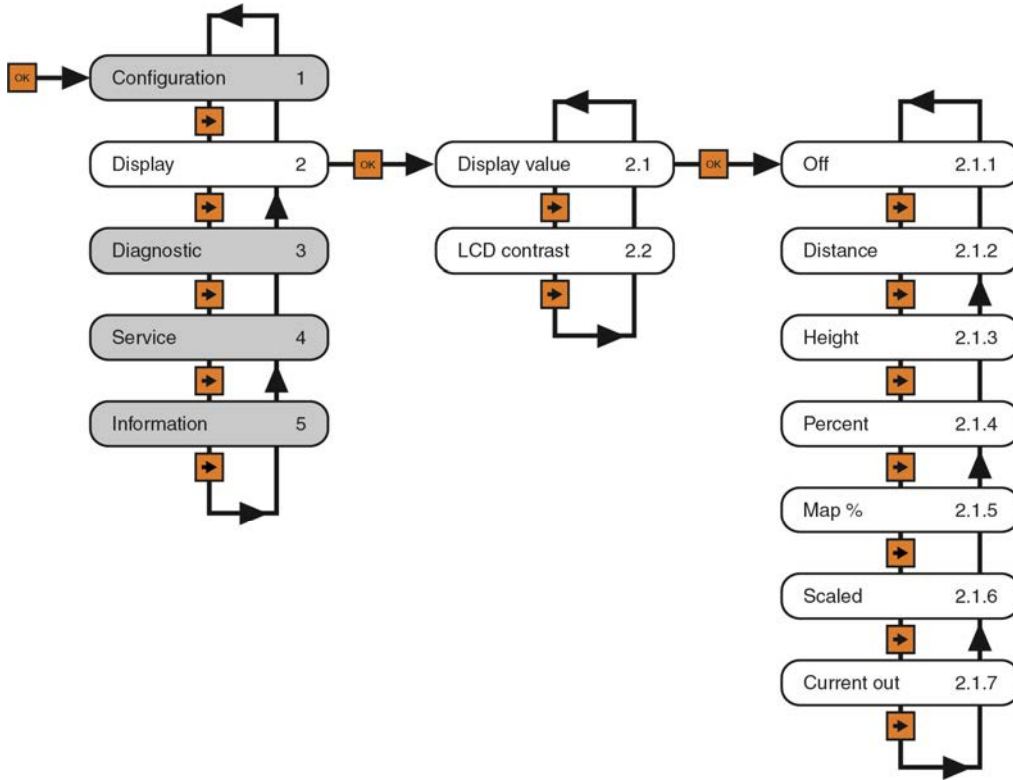 OK
Configuration 1
Display 2
OK
Display value 2.1
OK
Off 2.1.1
Diagnostic 3
LCD contrast 2.2
Distance 2.1.2
Service 4
Height 2.1.3
Information 5
Percent 2.1.4
Map % 2.1.5
Scaled 2.1.6
Current out 2.1.7